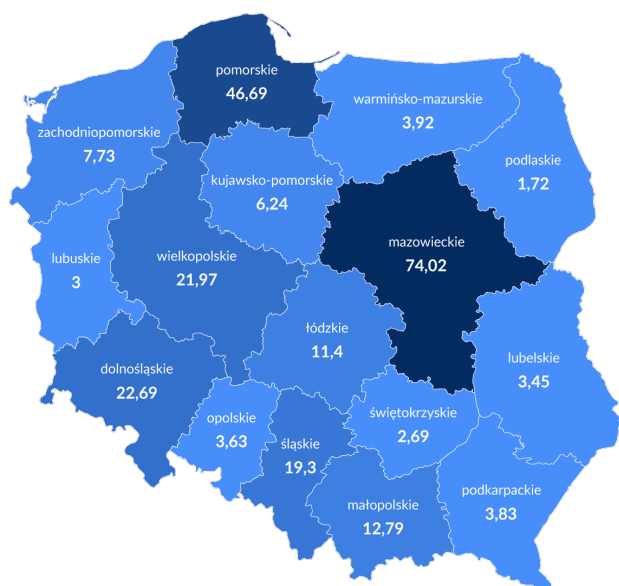 pomorskie
46,69
warmińsko-mazurskie
3,92
zachodniopomorskie
7,73
podlaskie
1,72
kujawsko-pomorskie
6,24
mazowieckie
74,02
lubuskie
3
wielkopolskie
21,97
łódzkie
11,4
lubelskie
3,45
dolnośląskie
22,69
opolskie
3,63
świętokrzyskie
2,69
śląskie
19,3
podkarpackie
3,83
małopolskie
12,79